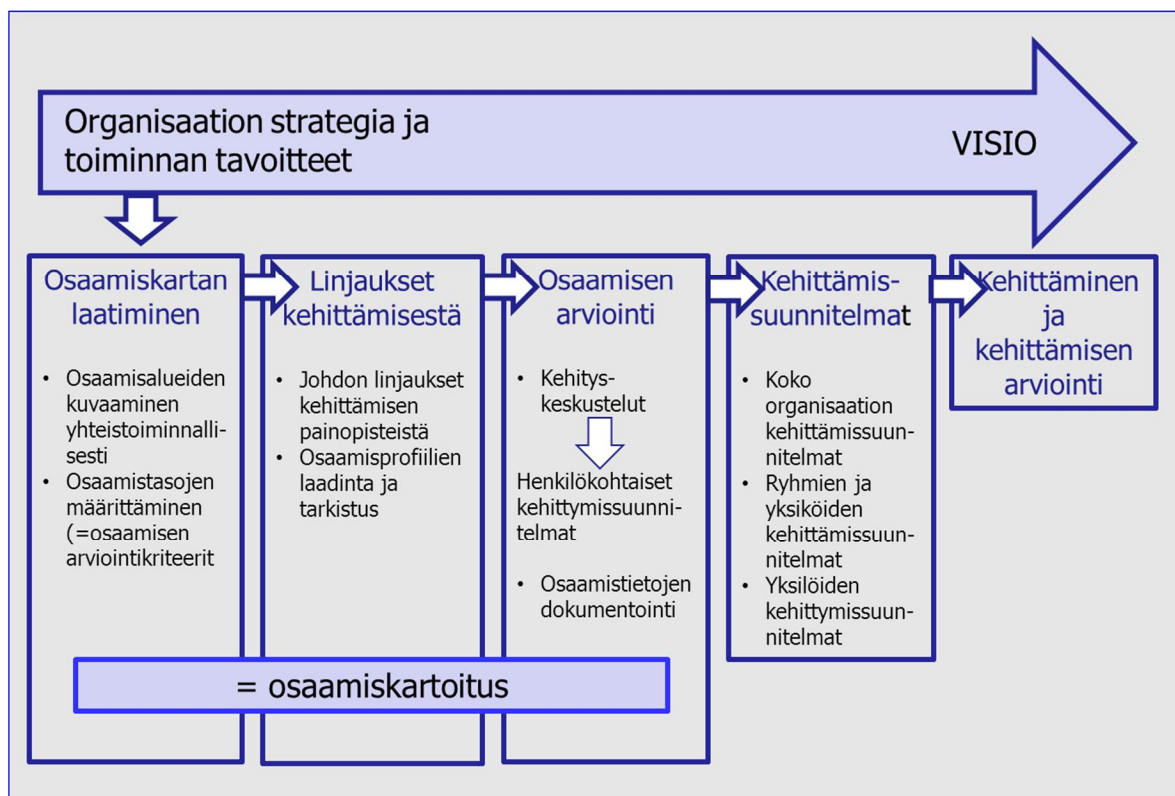 Organisaation strategia ja
toiminnan tavoitteet
VISIO
Osaamiskartan
laatiminen
• Osaamisalueiden
kuvaaminen
yhteistoiminnalli-
sesti
• Osaamistasojen
määrittäminen
(=osaamisen
arviointikriteerit
Linjaukset
kehittämisestä
• Johdon linjaukset
kehittämisen
painopisteistä
• Osaamisprofiilien
laadinta ja
tarkistus
Osaamisen
arviointi
• Kehitys-
keskustelut
Henkilökohtaiset
kehittymissuunni-
telmat
• Osaamistietojen
dokumentointi
Kehittämis-
suunnitelmat
• Koko
organisaation
kehittämissuun-
nitelmat
• Ryhmien ja
yksiköiden
kehittämissuun-
nitelmat
• Yksilöiden
kehittymissuun-
nitelmat
Kehittäminen
ja
kehittämisen
arviointi
= osaamiskartoitus